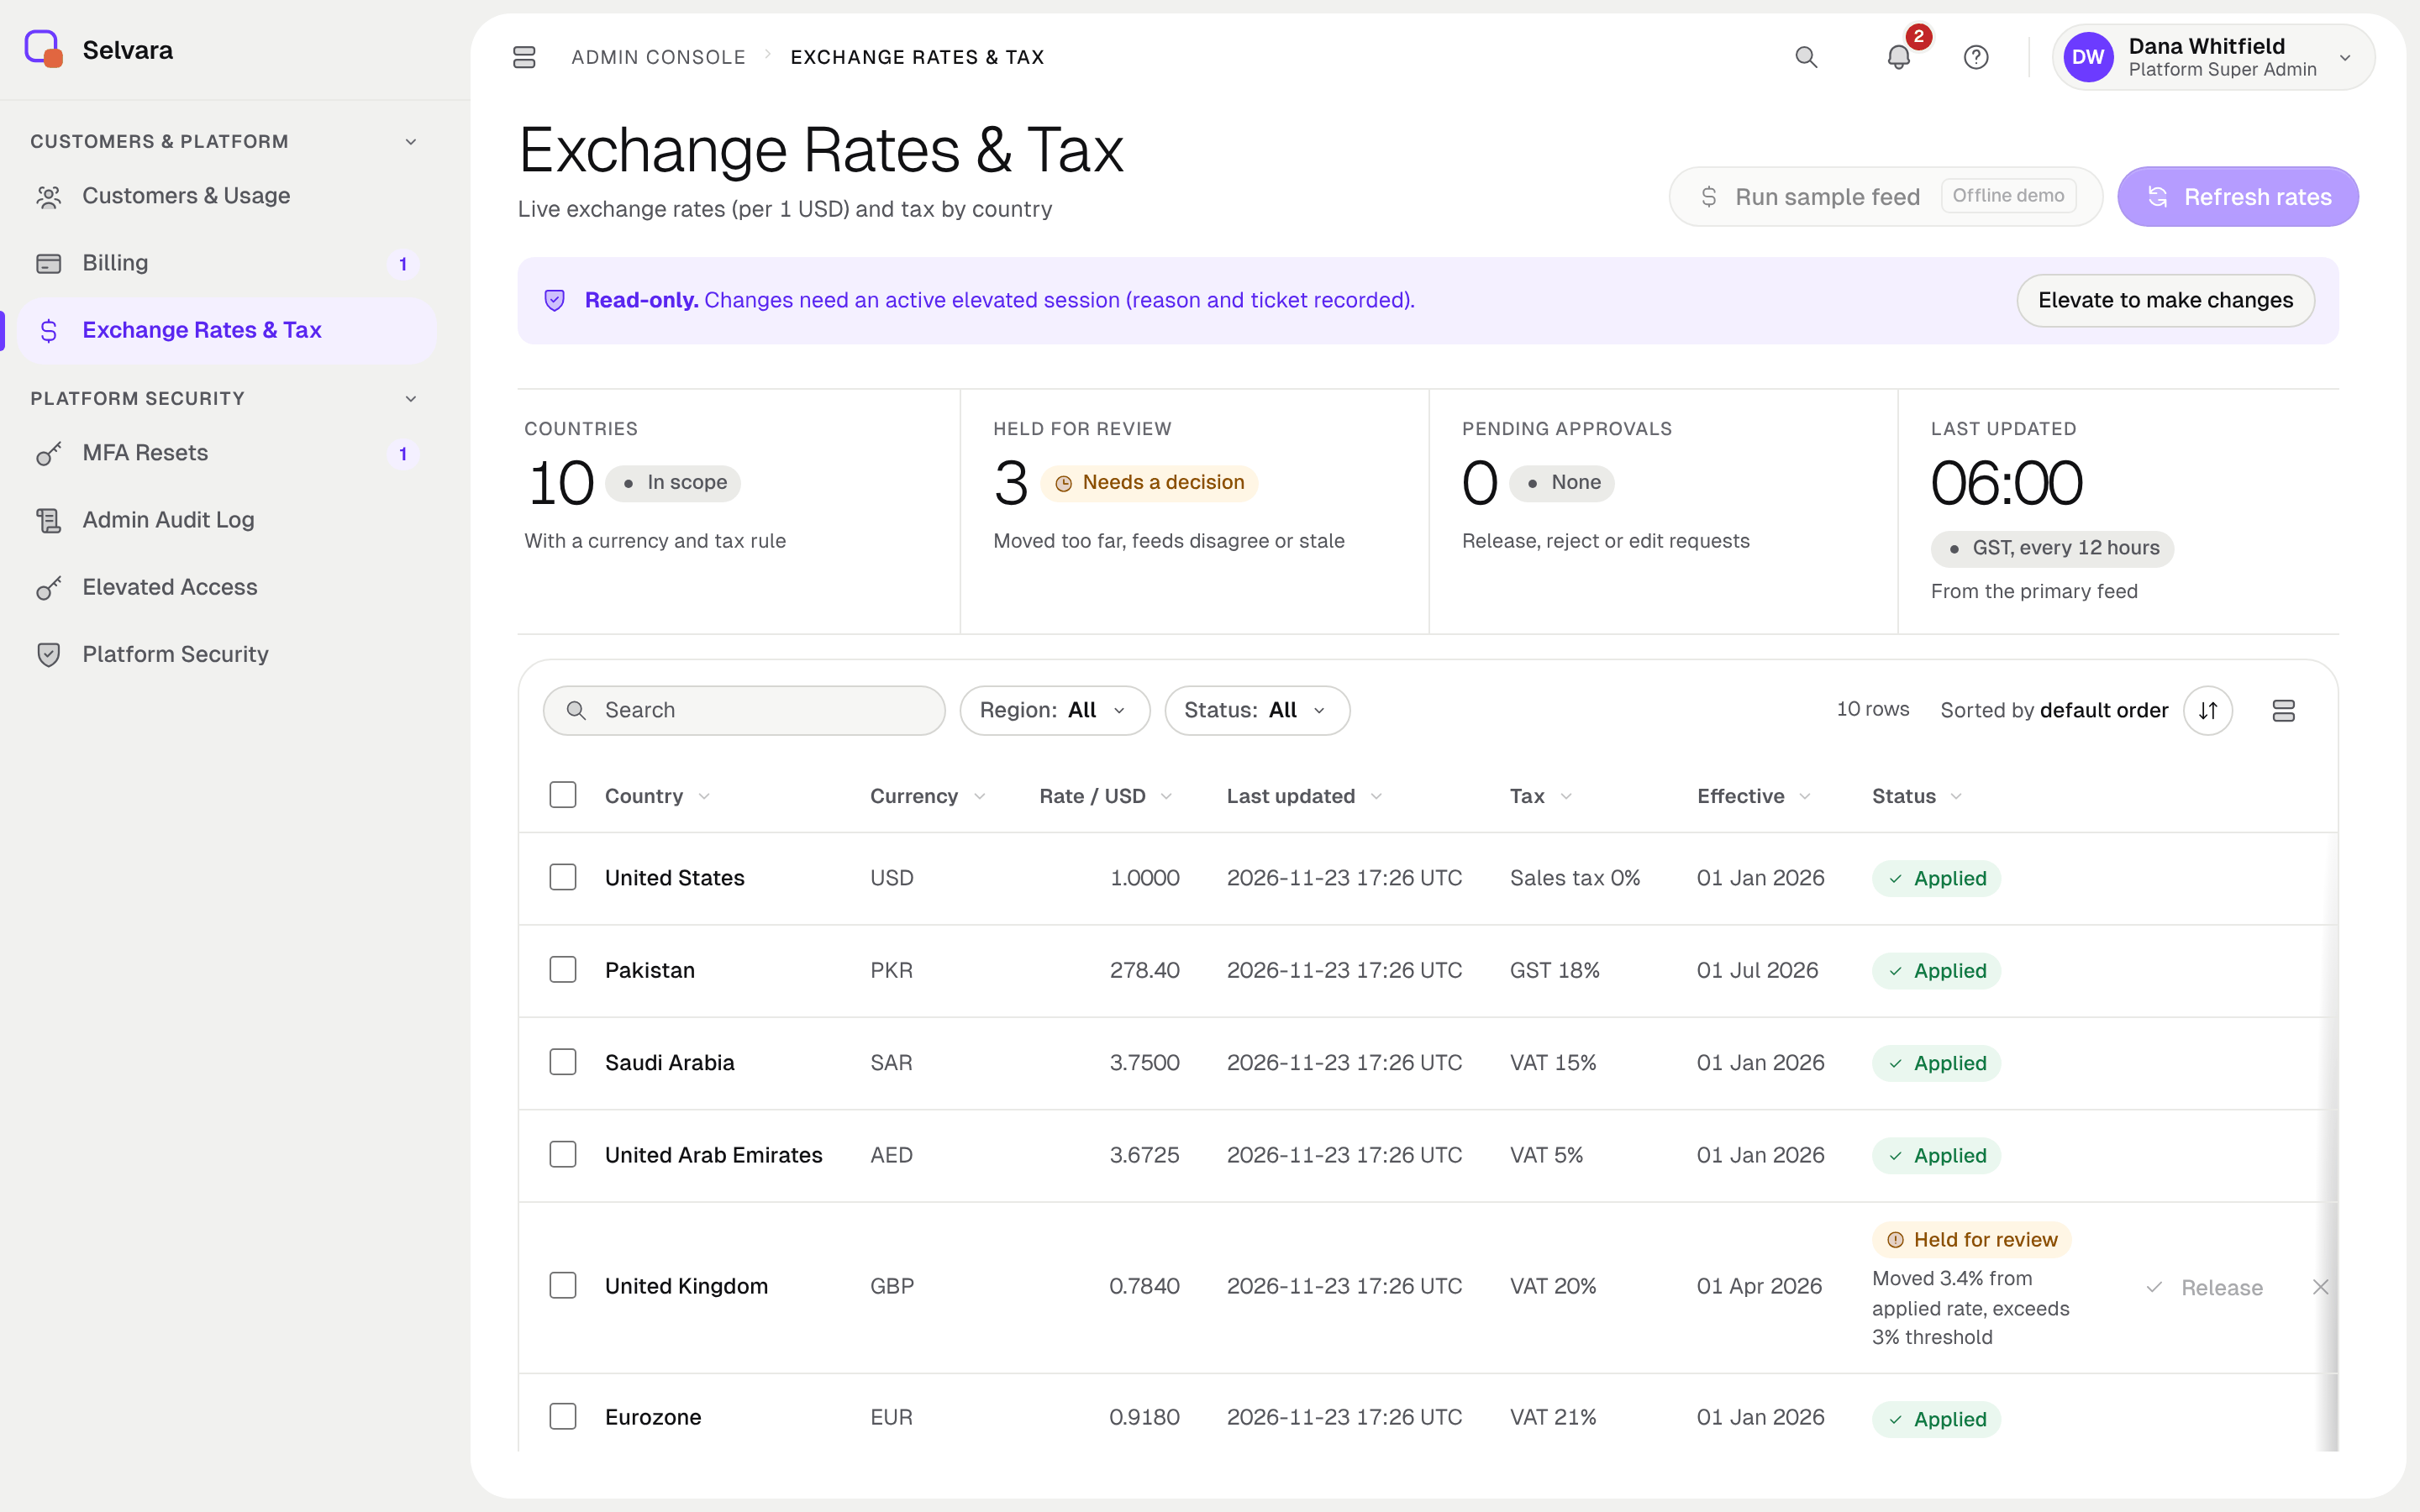 Selvara
CUSTOMERS & PLATFORM
Customers & Usage
Billing 1
Exchange Rates & Tax
PLATFORM SECURITY
MFA Resets 1
Admin Audit Log
Elevated Access
Platform Security
ADMIN CONSOLE EXCHANGE RATES & TAX
2
DW
Dana Whitfield
Platform Super Admin
Exchange Rates & Tax
Live exchange rates (per 1 USD) and tax by country
Run sample feed Offline demo
Refresh rates
Read-only. Changes need an active elevated session (reason and ticket recorded).
Elevate to make changes
COUNTRIES
10 In scope
With a currency and tax rule
HELD FOR REVIEW
3 Needs a decision
Moved too far, feeds disagree or stale
PENDING APPROVALS
0 None
Release, reject or edit requests
LAST UPDATED
06:00
GST, every 12 hours
From the primary feed
Search Region: All Status: All 10 rows Sorted by default order
Country Currency Rate / USD Last updated Tax Effective Status
United States USD 1.0000 2026-11-23 17:26 UTC Sales tax 0% 01 Jan 2026 Applied
Pakistan PKR 278.40 2026-11-23 17:26 UTC GST 18% 01 Jul 2026 Applied
Saudi Arabia SAR 3.7500 2026-11-23 17:26 UTC VAT 15% 01 Jan 2026 Applied
United Arab Emirates AED 3.6725 2026-11-23 17:26 UTC VAT 5% 01 Jan 2026 Applied
United Kingdom GBP 0.7840 2026-11-23 17:26 UTC VAT 20% 01 Apr 2026 Held for review
Moved 3.4% from
applied rate, exceeds
3% threshold
Release
Eurozone EUR 0.9180 2026-11-23 17:26 UTC VAT 21% 01 Jan 2026 Applied